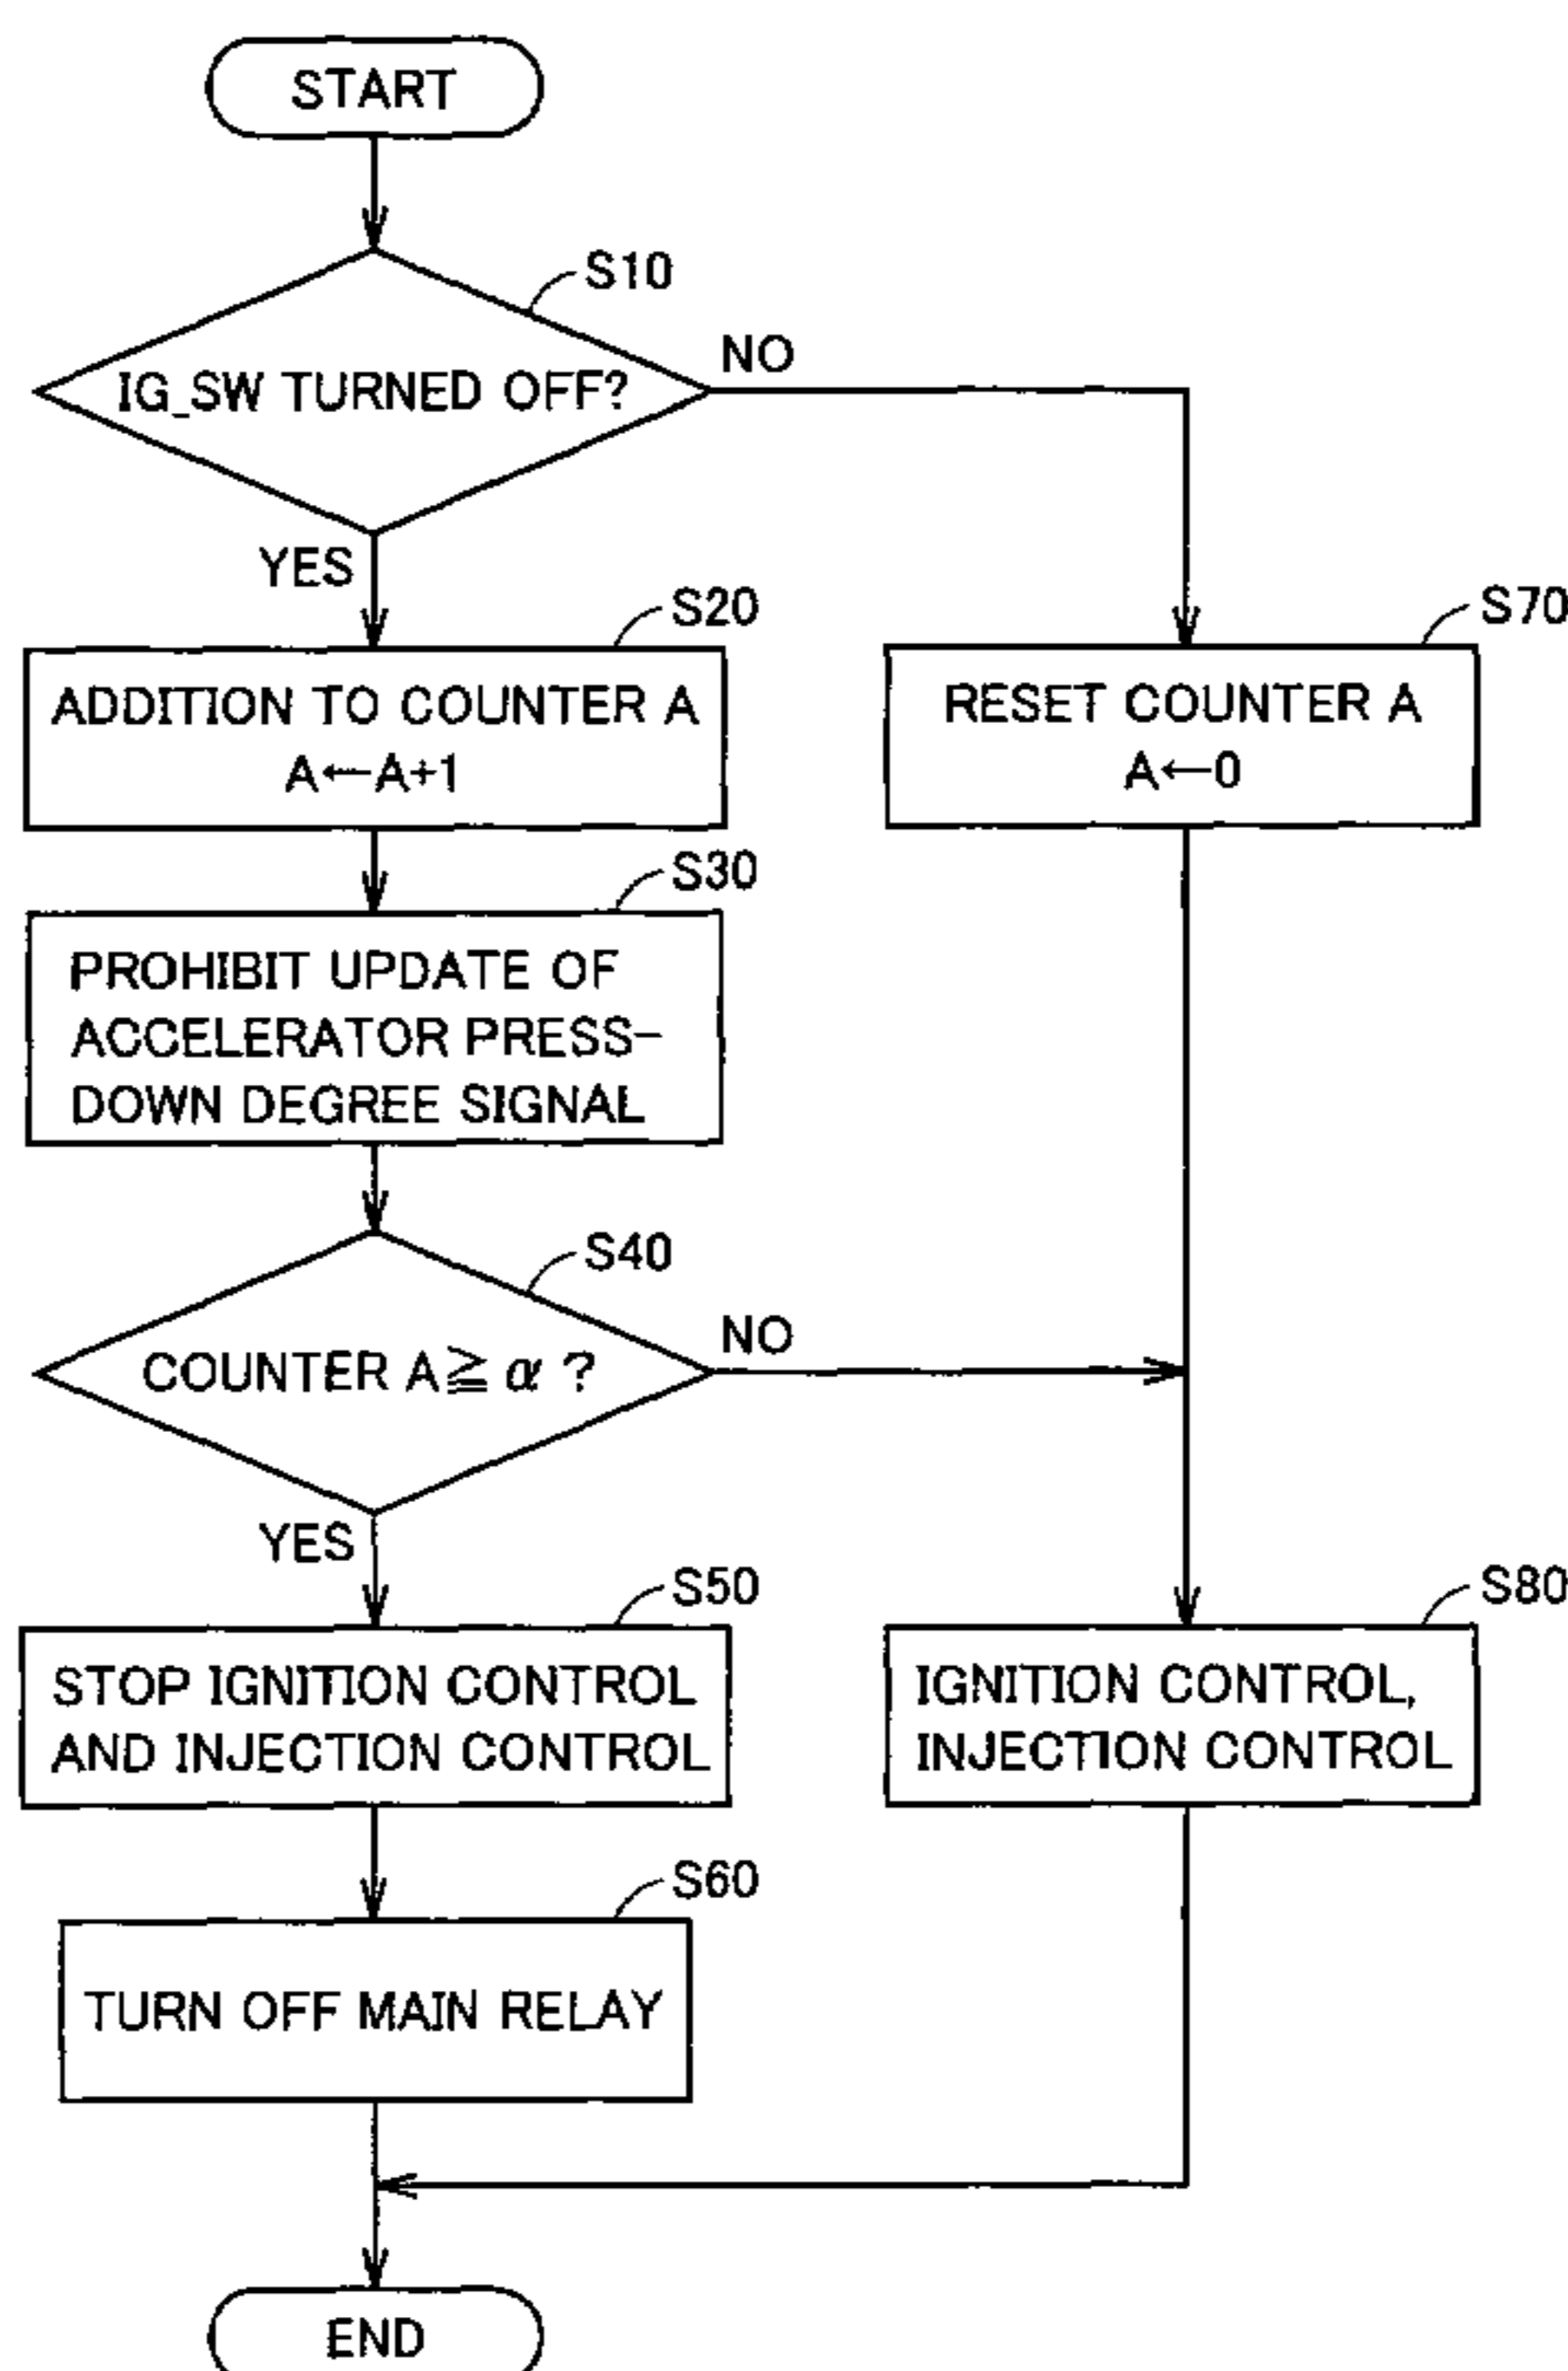 START
S10
IG_SW TURNED OFF?
NO
YES
S20
ADDITION TO COUNTER A
A←A+1
S70
RESET COUNTER A
A←0
S30
PROHIBIT UPDATE OF
ACCELERATOR PRESS-
DOWN DEGREE SIGNAL
S40
COUNTER A≧α?
NO
YES
S50
STOP IGNITION CONTROL
AND INJECTION CONTROL
S80
IGNITION CONTROL,
INJECTION CONTROL
S60
TURN OFF MAIN RELAY
END